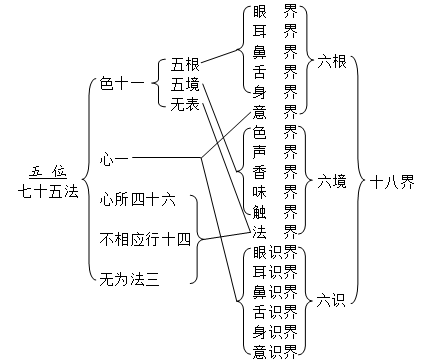 五位
七十五法
色十一
心一
心所四十六
不相应行十四
无为法三
五根
五境
无表
眼 界
耳 界
鼻 界
舌 界
身 界
意 界
色 界
声 界
香 界
味 界
触 界
法 界
眼识界
耳识界
鼻识界
舌识界
身识界
意识界
六根
六境
六识
十八界